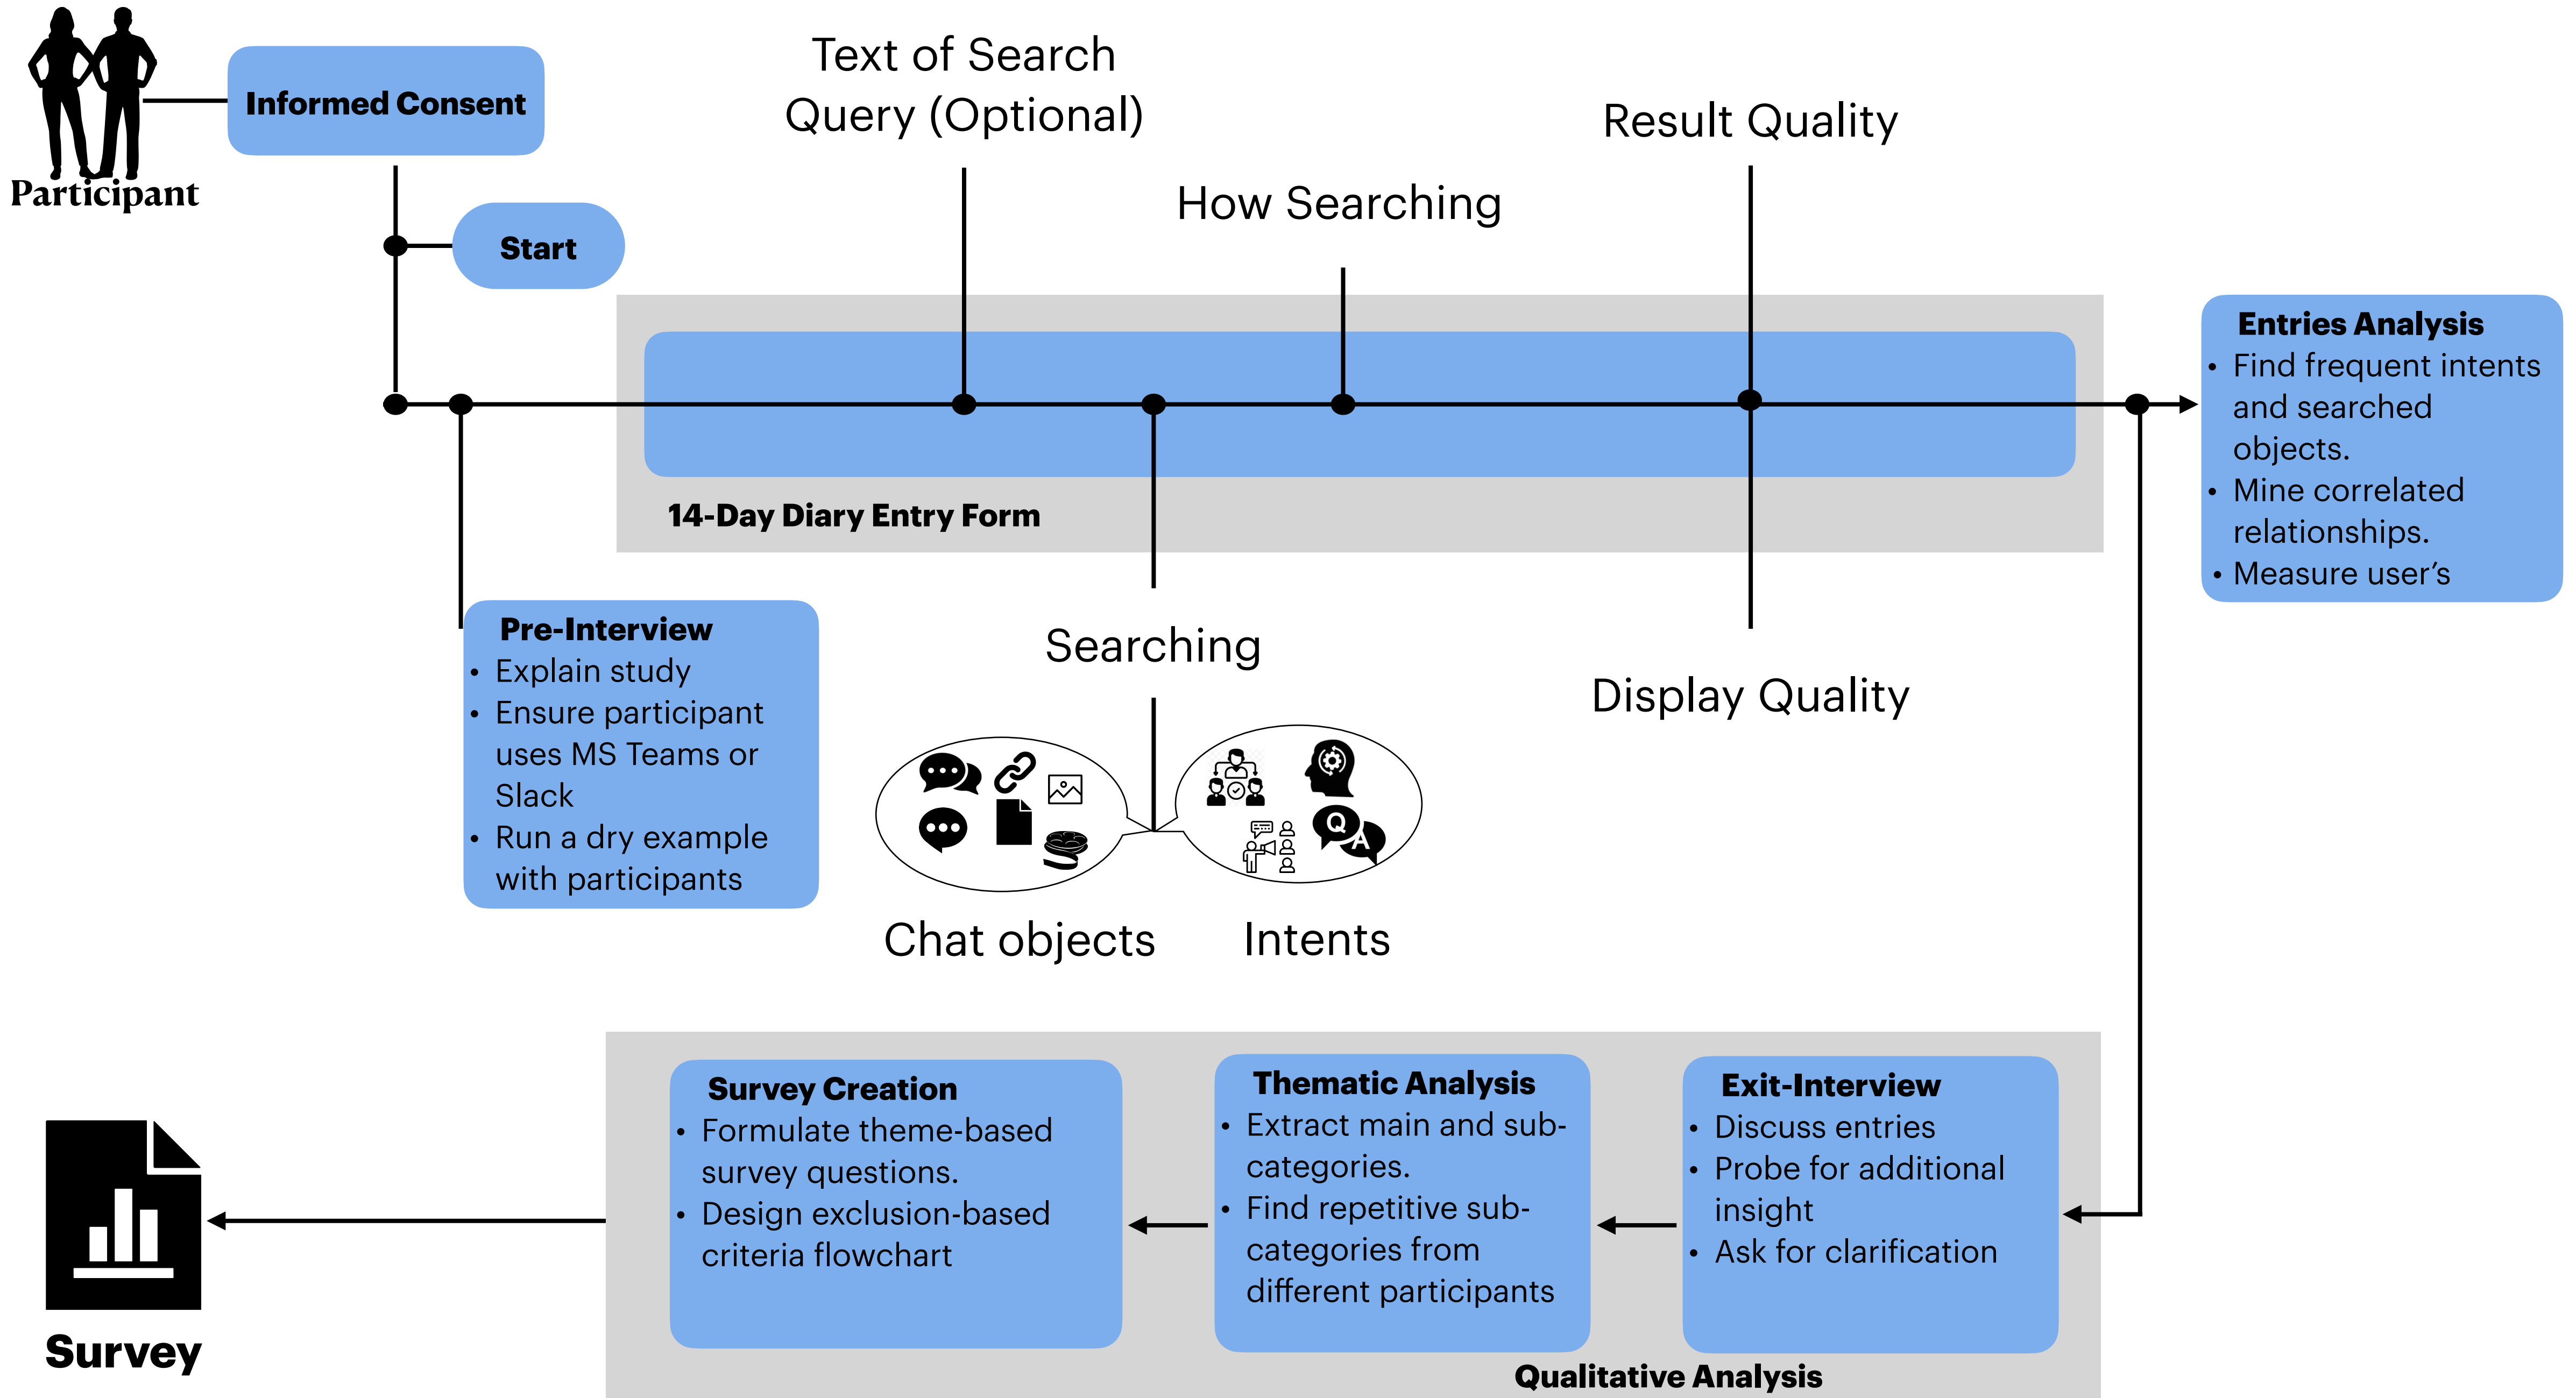 Participant
Informed Consent
Start
Text of Search
Query (Optional)
How Searching
Result Quality
14-Day Diary Entry Form
Entries Analysis
• Find frequent intents
and searched
objects.
• Mine correlated
relationships.
• Measure user's
Pre-Interview
• Explain study
• Ensure participant
uses MS Teams or
Slack
• Run a dry example
with participants
Searching
Display Quality
Q
A
Chat objects
Intents
Survey Creation
• Formulate theme-based
survey questions.
• Design exclusion-based
criteria flowchart
Thematic Analysis
• Extract main and sub-
categories.
• Find repetitive sub-
categories from
different participants
Exit-Interview
• Discuss entries
• Probe for additional
insight
• Ask for clarification
Qualitative Analysis
Survey